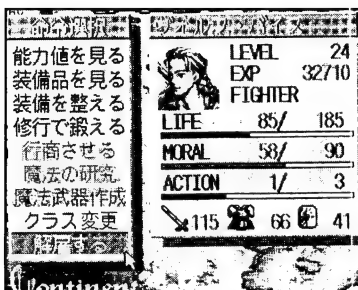 能力値を見る
装備品を見る
装備を整える
修行で鍛える
行商させる
魔法の研究
魔法武器作成
クラス変更
LEVEL 24
EXP 32710
FIGHTER
LIFE 85/ 185
MORAL 58/ 90
ACTION 1/ 3
115 66 41